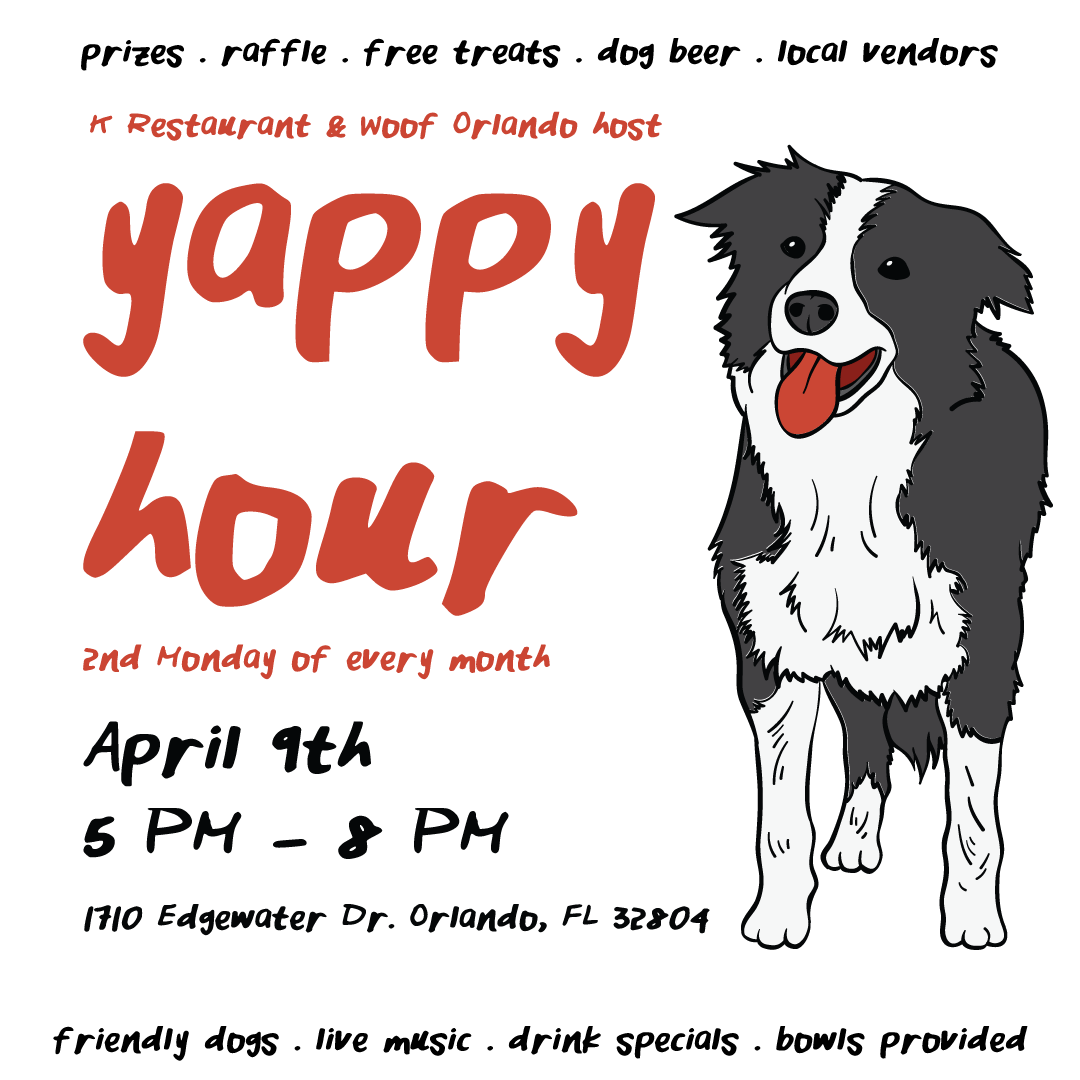 prizes . raffle . free treats . dog beer . local vendors
K Restaurant & Woof Orlando host
yappy
hour
2nd Monday of every month
April 9th
5 PM – 8 PM
1710 Edgewater Dr. Orlando, FL 32804
friendly dogs . live music . drink specials . bowls provided